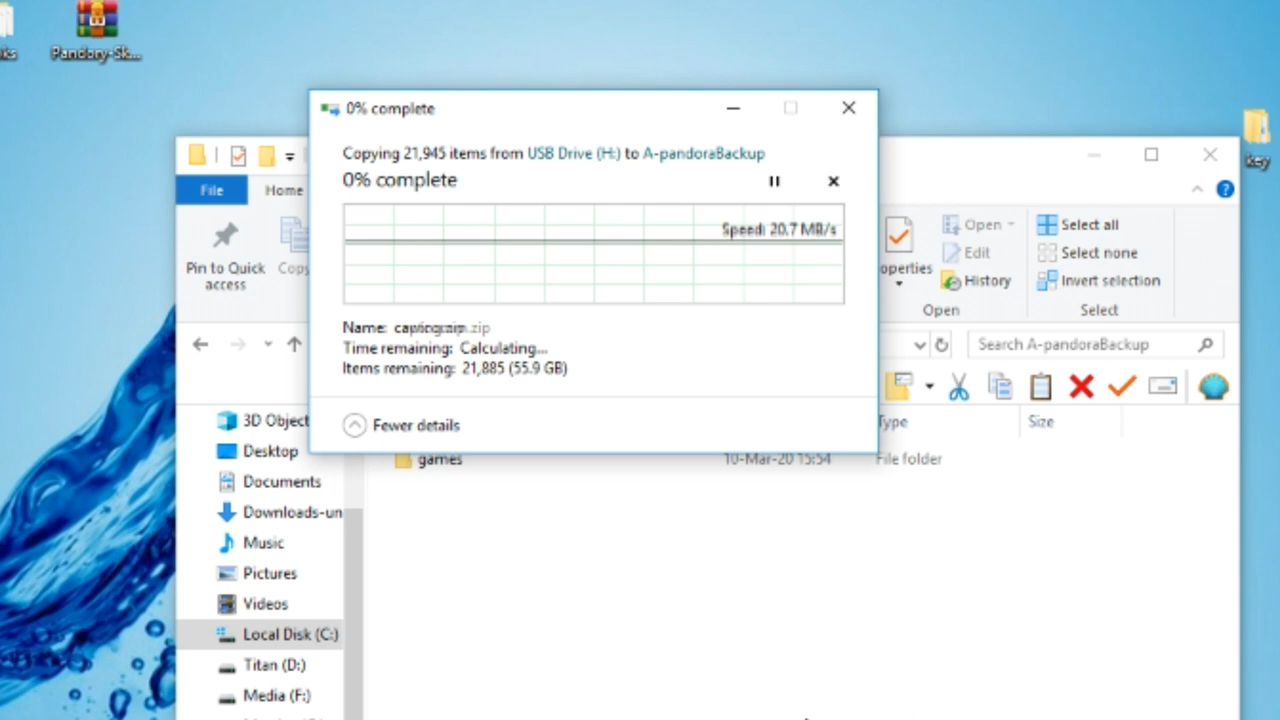 Pandory-Sk...
0% complete
Copying 21,945 items from USB Drive (H:) to A-pandoraBackup
0% complete
Speed: 20.7 MB/s
Time remaining: Calculating...
Items remaining: 21,885 (55.9 GB)
Fewer details
Name:
key
File
Home
Pin to Quick
access
Copy
operties
Open
Edit
History
Open
Select all
Select none
Invert selection
Select
Search A-pandoraBackup
Type
Size
games
10-Mar-20 15:54
File folder
3D Object
Desktop
Documents
Downloads-un
Music
Pictures
Videos
Local Disk (C:)
Titan (D:)
Media (F:)